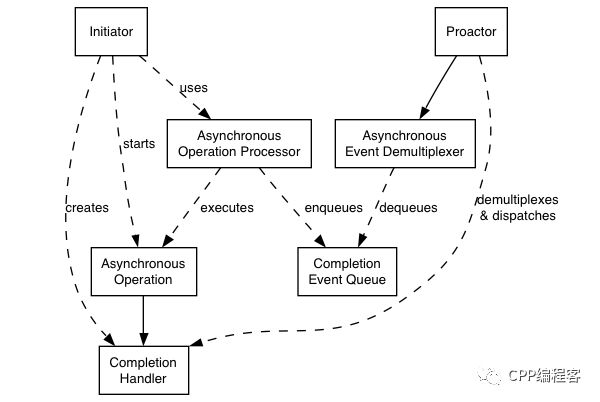 Initiator
Proactor
uses
Asynchronous
Operation Processor
Asynchronous
Event Demultiplexer
starts
creates
executes
enqueues
dequeues
demultiplexes
& dispatches
Asynchronous
Operation
Completion
Event Queue
Completion
Handler
CPP编程客